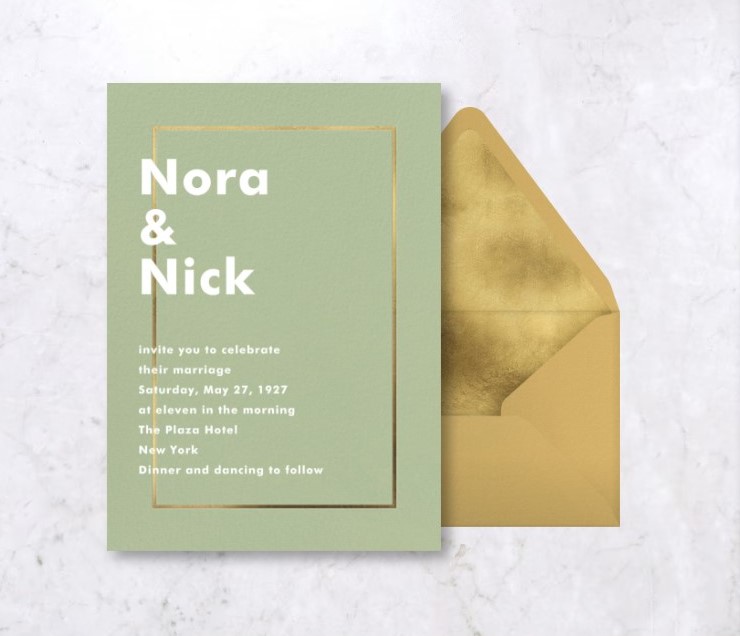 Nora
&
Nick
invite you to celebrate
their marriage
Saturday, May 27, 1927
at eleven in the morning
The Plaza Hotel
New York
Dinner and dancing to follow